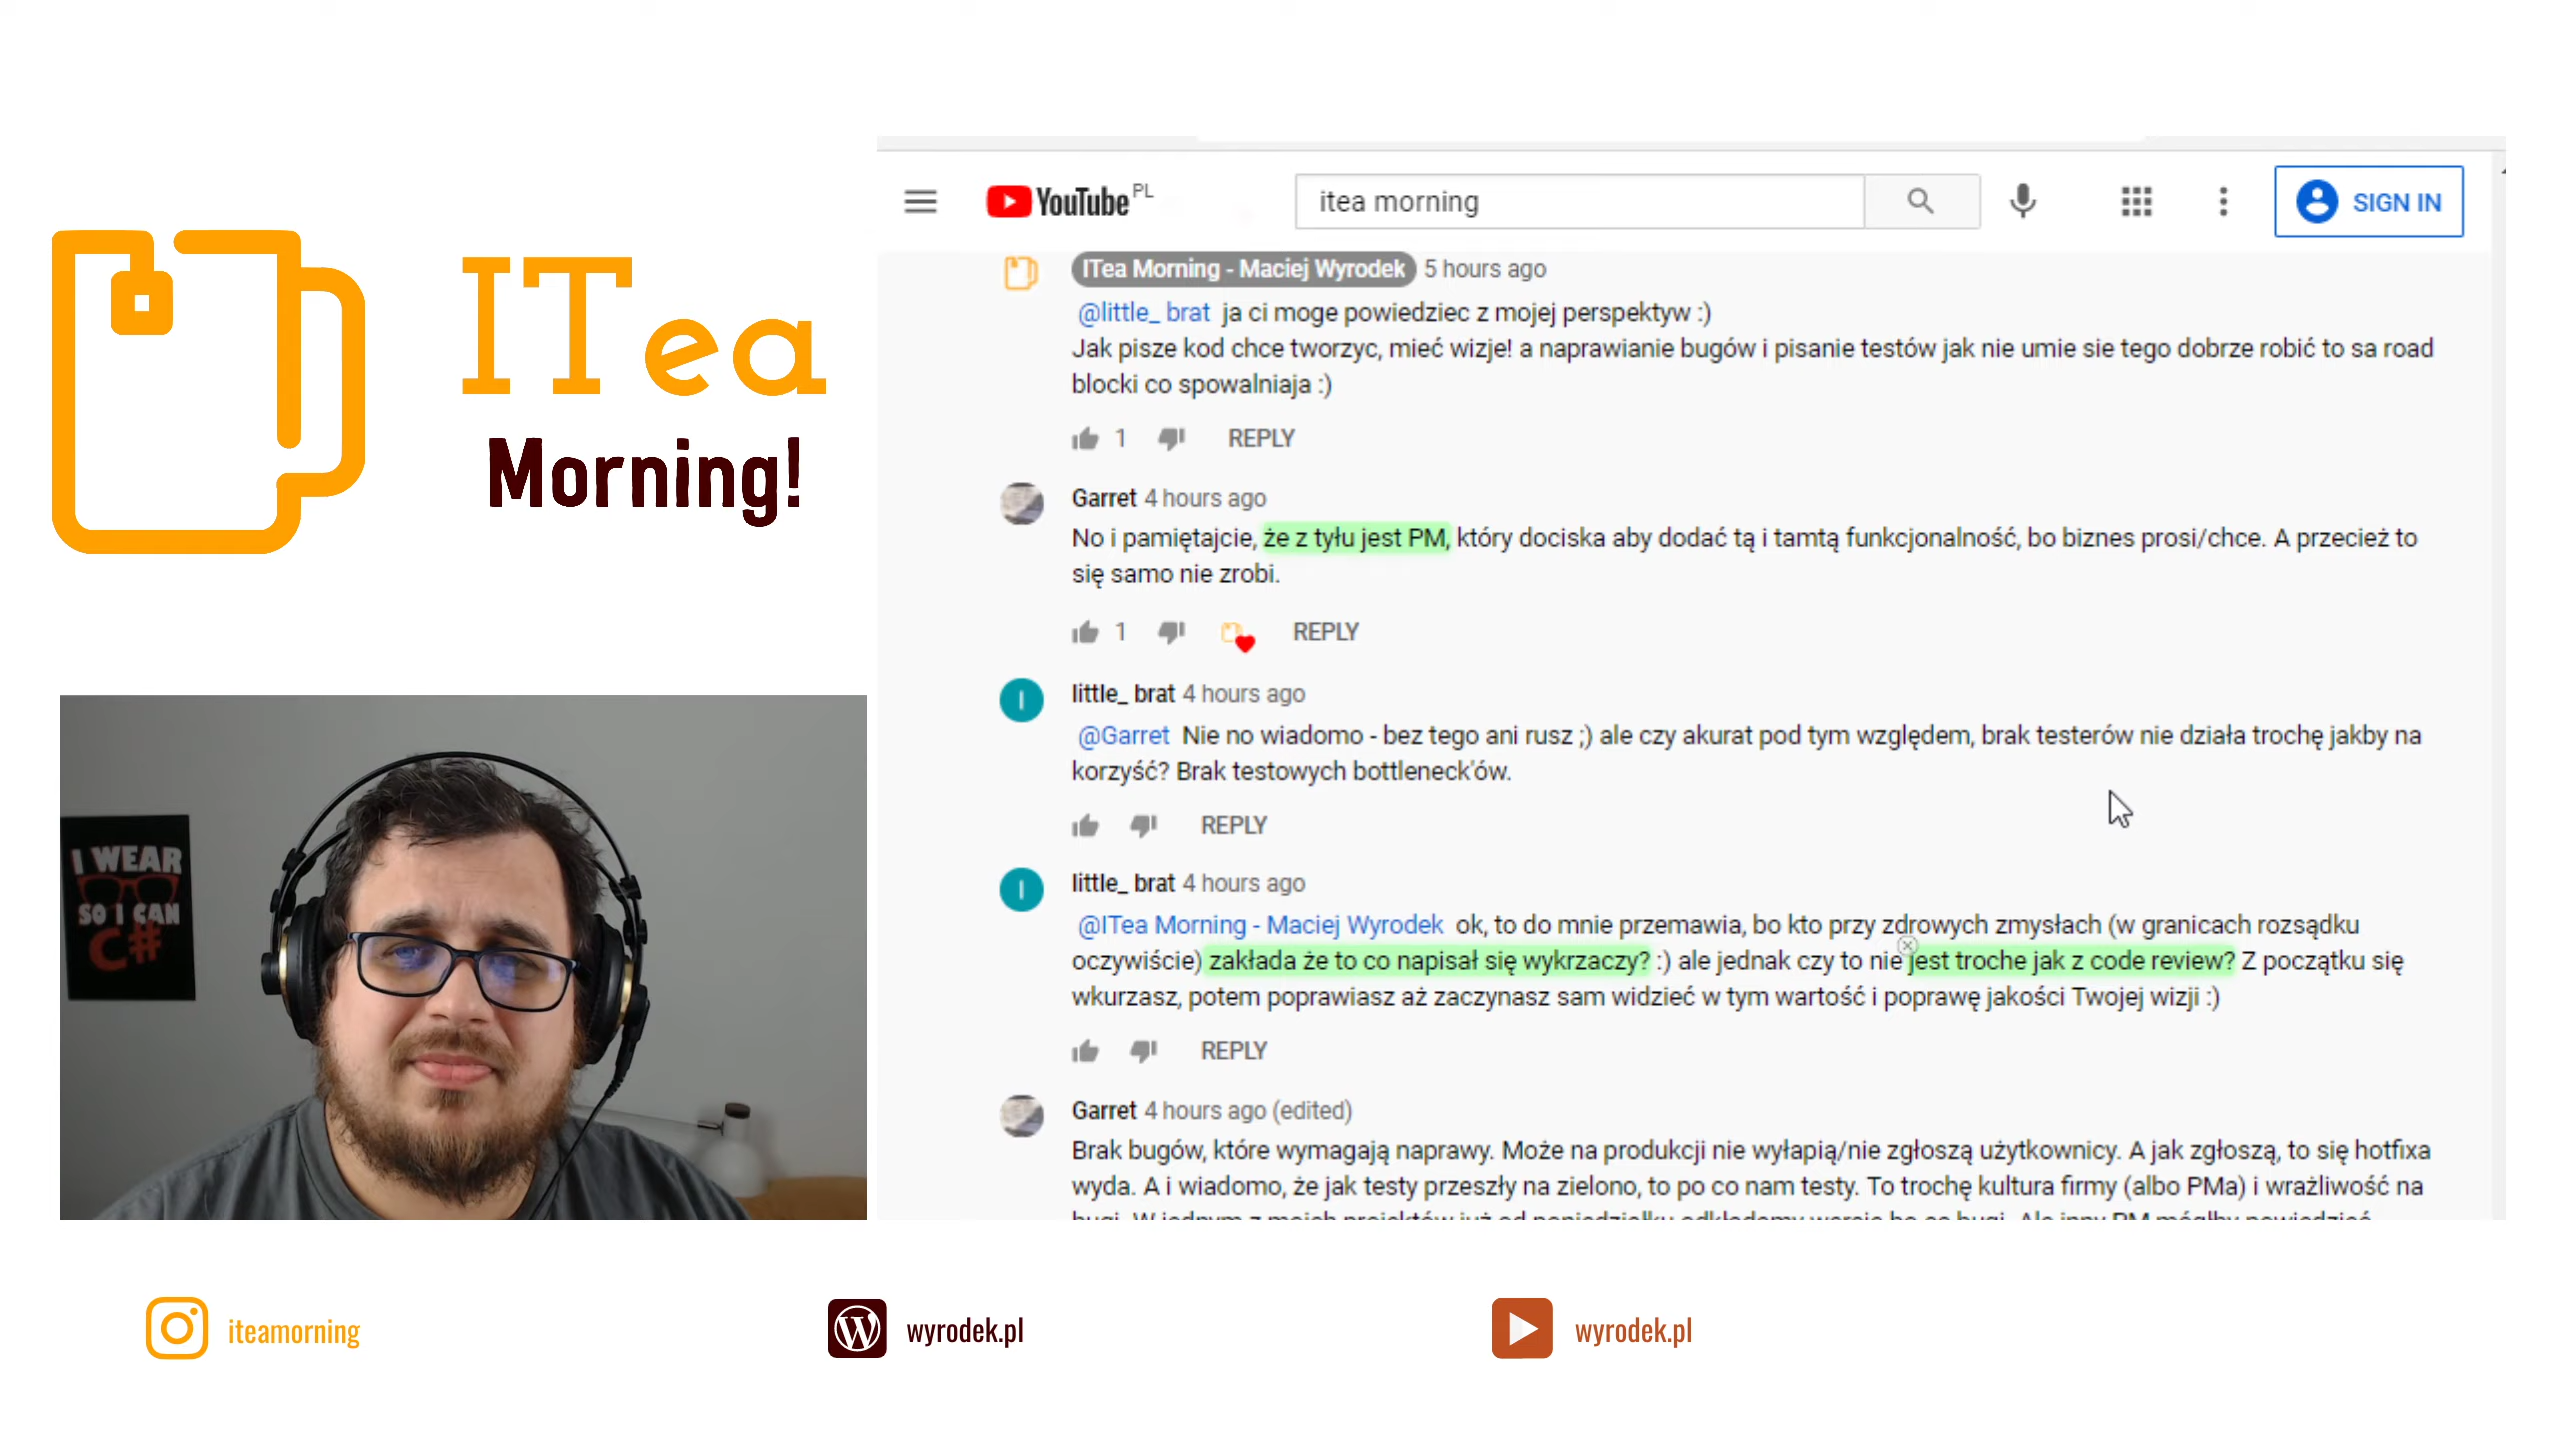 ITea
Morning!
I WEAR
SO I CAN
C#
YouTube PL
itea morning
SIGN IN
ITea Morning - Maciej Wyrodek 5 hours ago
@little_ brat ja ci moge powiedziec z mojej perspektyw :)
Jak pisze kod chce tworzyc, mieć wizje! a naprawianie bugów i pisanie testów jak nie umie sie tego dobrze robić to sa road
blocki co spowalniaja :)
1 REPLY
Garret 4 hours ago
No i pamiętajcie, że z tyłu jest PM, który dociska aby dodać tą i tamtą funkcjonalność, bo biznes prosi/chce. A przecież to
się samo nie zrobi.
1 REPLY
little_ brat 4 hours ago
@Garret Nie no wiadomo - bez tego ani rusz ;) ale czy akurat pod tym względem, brak testerów nie działa trochę jakby na
korzyść? Brak testowych bottleneck'ów.
REPLY
little_ brat 4 hours ago
@ITea Morning - Maciej Wyrodek ok, to do mnie przemawia, bo kto przy zdrowych zmysłach (w granicach rozsądku
oczywiście) zakłada że to co napisał się wykrzaczy? :) ale jednak czy to nie jest troche jak z code review? Z początku się
wkurzasz, potem poprawiasz aż zaczynasz sam widzieć w tym wartość i poprawę jakości Twojej wizji :)
REPLY
Garret 4 hours ago (edited)
Brak bugów, które wymagają naprawy. Może na produkcji nie wyłapią/nie zgłoszą użytkownicy. A jak zgłoszą, to się hotfixa
wyda. A i wiadomo, że jak testy przeszły na zielono, to po co nam testy. To trochę kultura firmy (albo PMa) i wrażliwość na
iteamorning
wyrodek.pl
wyrodek.pl